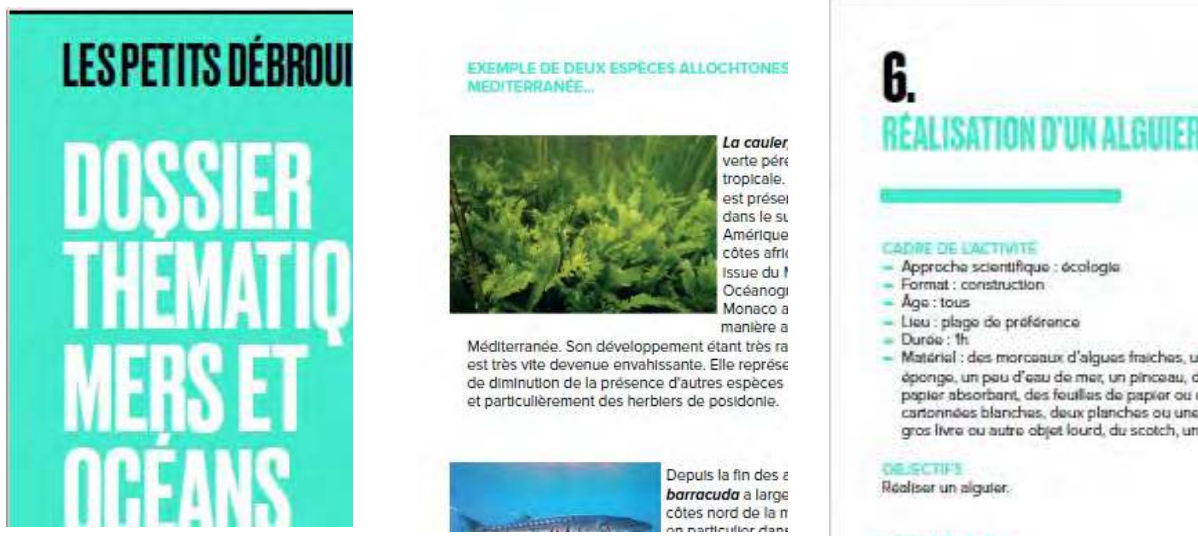 LES PETITS DÉBROUI
DOSSIER
THÉMATIQ
MERS ET
OCÉANS
EXEMPLE DE DEUX ESPÈCES ALLOCHTONES
MÉDITERRANÉE...
La cauler
verte péré
tropicale.
est présen
dans le su
Amérique
côtes afric
issue du M
Océanogr
Monaco a
manière a
Méditerranée. Son développement étant très ra
est très vite devenue envahissante. Elle représe
de diminution de la présence d'autres espèces
et particulièrement des herbiers de posidonie.
Depuis la fin des a
barracuda a large
côtes nord de la m
en particulier dans
6.
RÉALISATION D'UN ALGUIER
CADRE DE L'ACTIVITÉ
– Approche scientifique : écologie
– Format : construction
– Âge : tous
– Lieu : plage de préférence
– Durée : 1h
– Matériel : des morceaux d'algues fraîches, u
éponge, un peu d'eau de mer, un pinceau, d
papier absorbant, des feuilles de papier ou
cartonnées blanches, deux planches ou une
gros livre ou autre objet lourd, du scotch, un
OBJECTIFS
Réaliser un alguier.